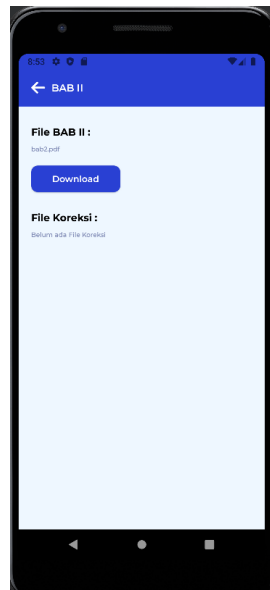 8:53
BAB II
File BAB II :
bab2.pdf
Download
File Koreksi :
Belum ada File Koreksi